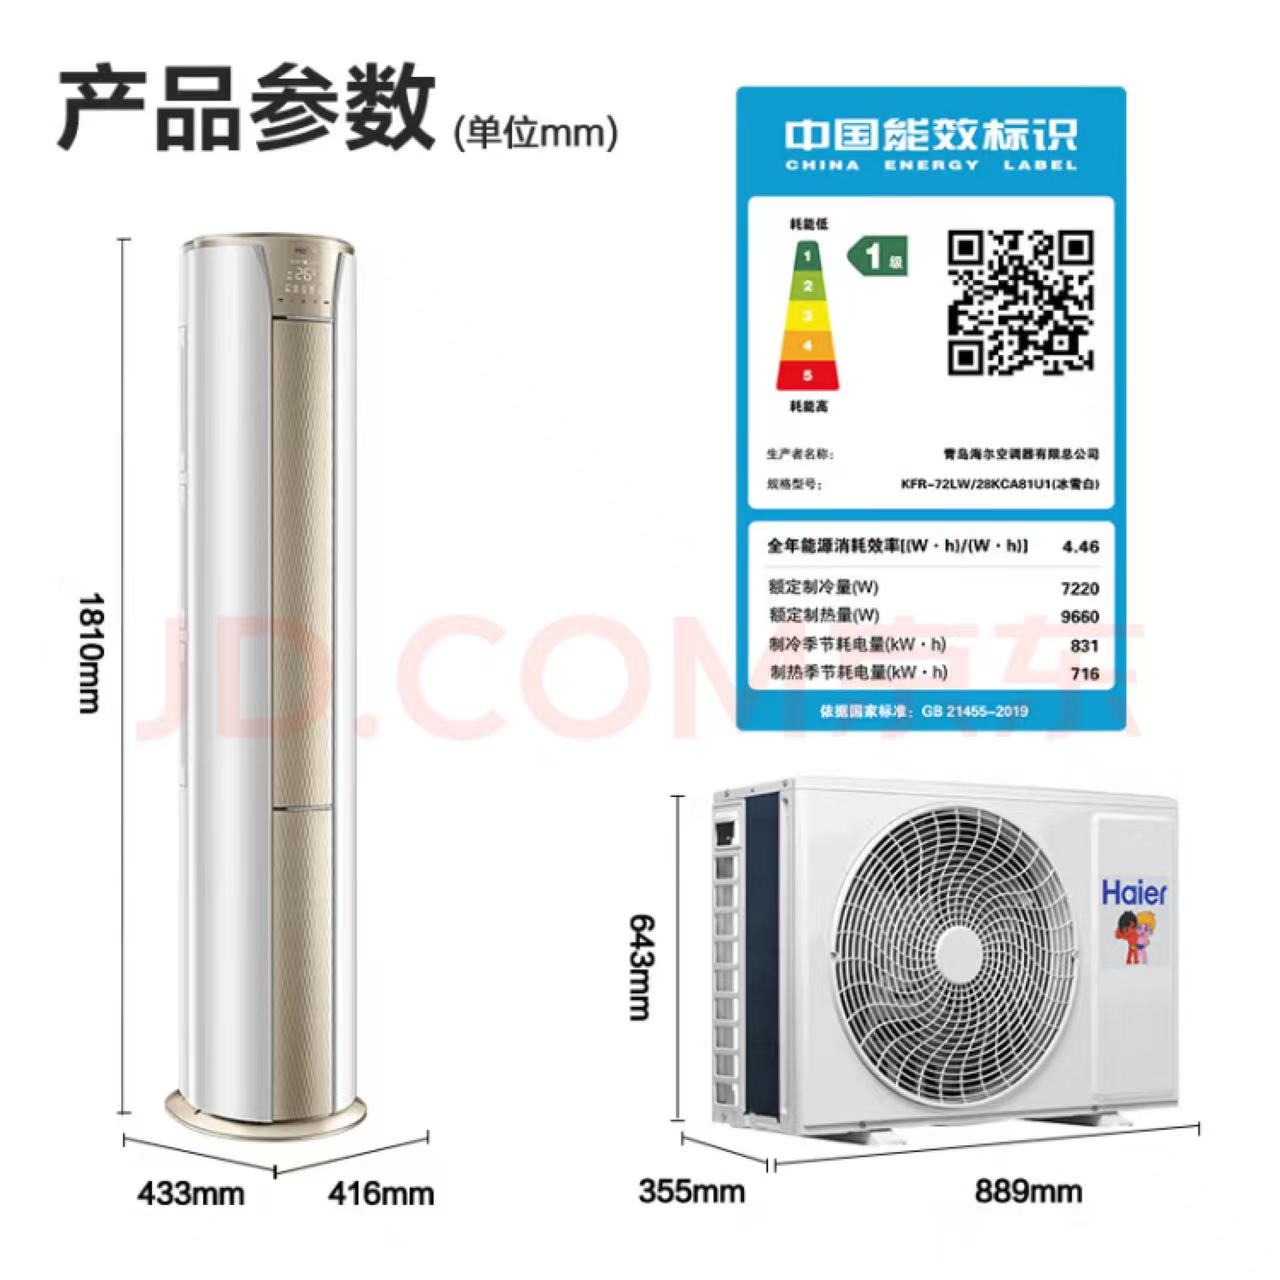 产品参数 (单位mm)
中国能效标识
CHINA ENERGY LABEL
耗能低
1
2
3
4
5
耗能高
1级
生产者名称: 青岛海尔空调器有限总公司
规格型号: KFR-72LW/28KCA81U1(冰雪白)
全年能源消耗效率[(W·h)/(W·h)] 4.46
额定制冷量(W) 7220
额定制热量(W) 9660
制冷季节耗电量(kW·h) 831
制热季节耗电量(kW·h) 716
依据国家标准: GB 21455-2019
26
1810mm
433mm
416mm
JD.COM 京东
643mm
Haier
355mm
889mm